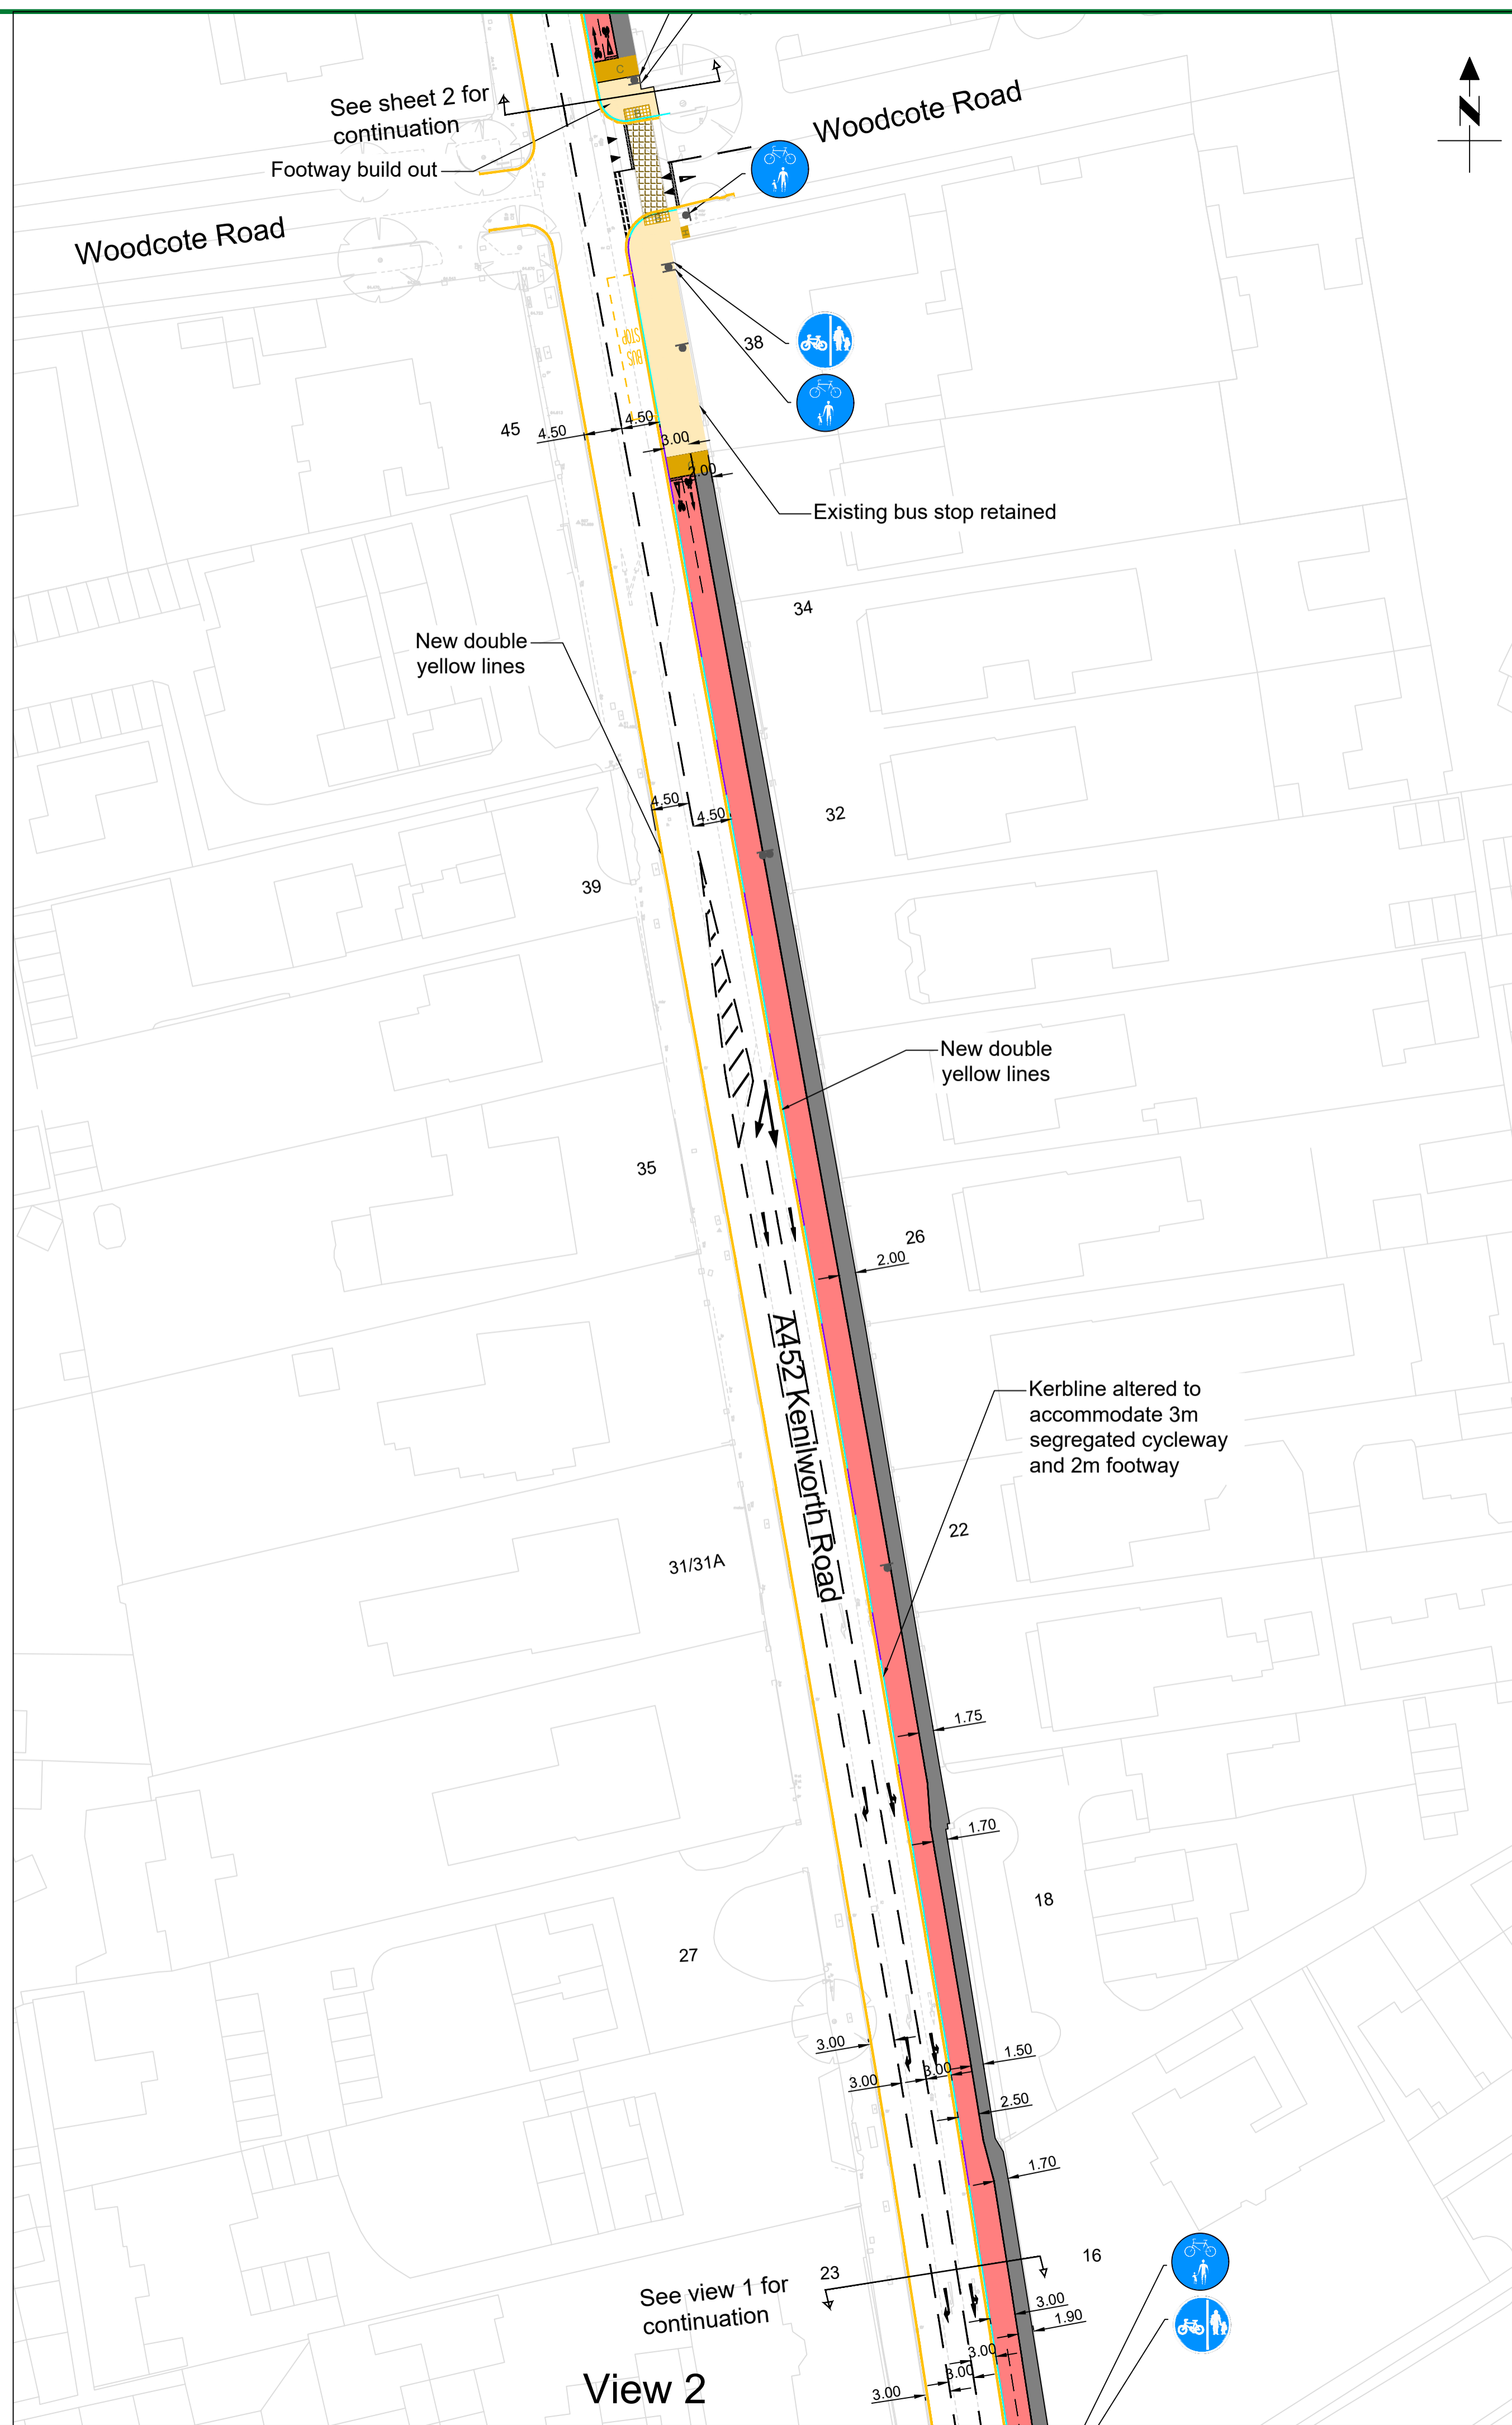 C
See sheet 2 for
continuation
Woodcote Road
Footway build out
Woodcote Road
B
B
BUS
STOP
38
45
4.50
4.50
3.00
2.00
Existing bus stop retained
34
New double
yellow lines
4.50
4.50
32
39
New double
yellow lines
35
26
2.00
A452 Kenilworth Road
Kerbline altered to
accommodate 3m
segregated cycleway
and 2m footway
22
31/31A
1.75
1.70
18
27
3.00
3.00
3.00
1.50
2.50
1.70
23
16
See view 1 for
continuation
3.00
1.90
3.00
3.00
3.00
View 2
N